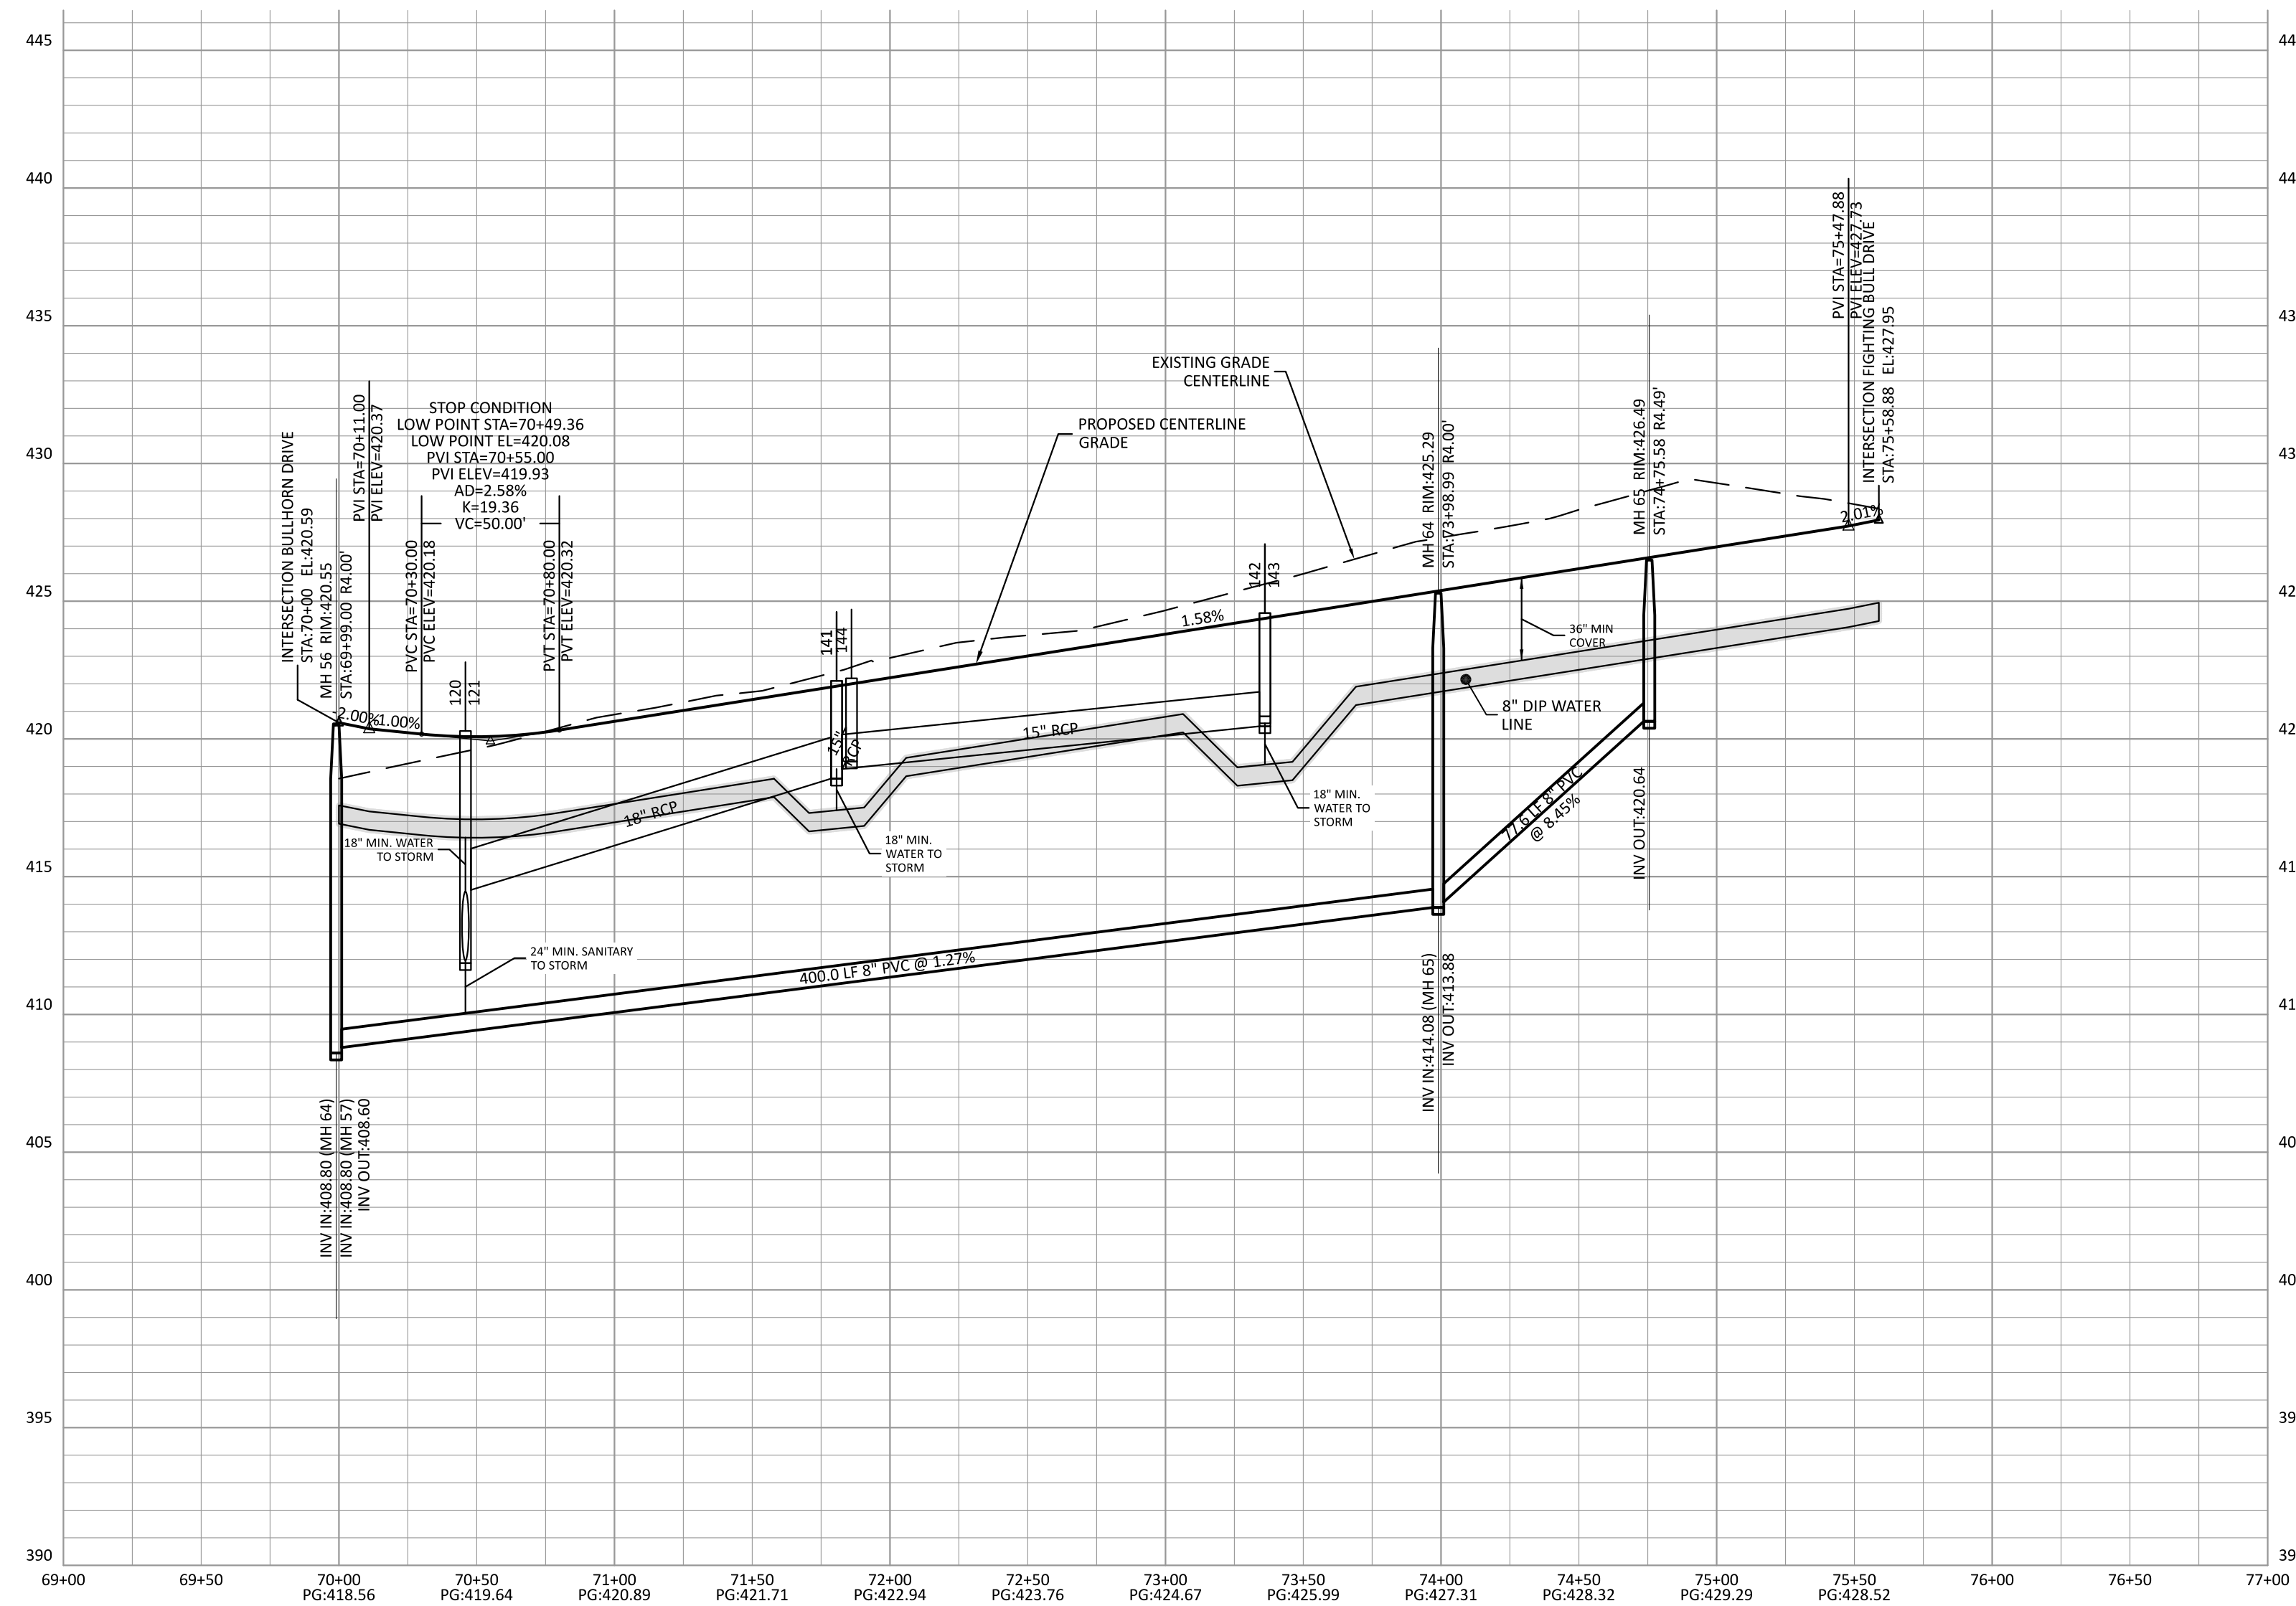 445
44
440
44
435
43
430
43
425
42
420
42
415
41
410
41
405
40
400
40
395
39
390
39
INTERSECTION BULLHORN DRIVE
STA:70+00 EL:420.59
MH 56 RIM:420.55
STA:69+99.00 R4.00'
PVI STA=70+11.00
PVI ELEV=420.37
STOP CONDITION
LOW POINT STA=70+49.36
LOW POINT EL=420.08
PVI STA=70+55.00
PVI ELEV=419.93
AD=2.58%
K=19.36
VC=50.00'
PVC STA=70+30.00
PVC ELEV=420.18
PVT STA=70+80.00
PVT ELEV=420.32
120
121
-2.00%
-1.00%
141
144
142
143
EXISTING GRADE
CENTERLINE
PROPOSED CENTERLINE
GRADE
1.58%
MH 64 RIM:425.29
STA:73+98.99 R4.00'
MH 65 RIM:426.49
STA:74+75.58 R4.49'
PVI STA=75+47.88
PVI ELEV=427.73
INTERSECTION FIGHTING BULL DRIVE
STA:75+58.88 EL:427.95
2.01%
36" MIN
COVER
8" DIP WATER
LINE
15" RCP
15"
RCP
18" RCP
18" MIN. WATER
TO STORM
18" MIN.
WATER TO
STORM
18" MIN.
WATER TO
STORM
24" MIN. SANITARY
TO STORM
400.0 LF 8" PVC @ 1.27%
77.6 LF 8" PVC
@ 8.45%
INV OUT:420.64
INV IN:414.08 (MH 65)
INV OUT:413.88
INV IN:408.80 (MH 64)
INV IN:408.80 (MH 57)
INV OUT:408.60
69+00
69+50
70+00
PG:418.56
70+50
PG:419.64
71+00
PG:420.89
71+50
PG:421.71
72+00
PG:422.94
72+50
PG:423.76
73+00
PG:424.67
73+50
PG:425.99
74+00
PG:427.31
74+50
PG:428.32
75+00
PG:429.29
75+50
PG:428.52
76+00
76+50
77+00